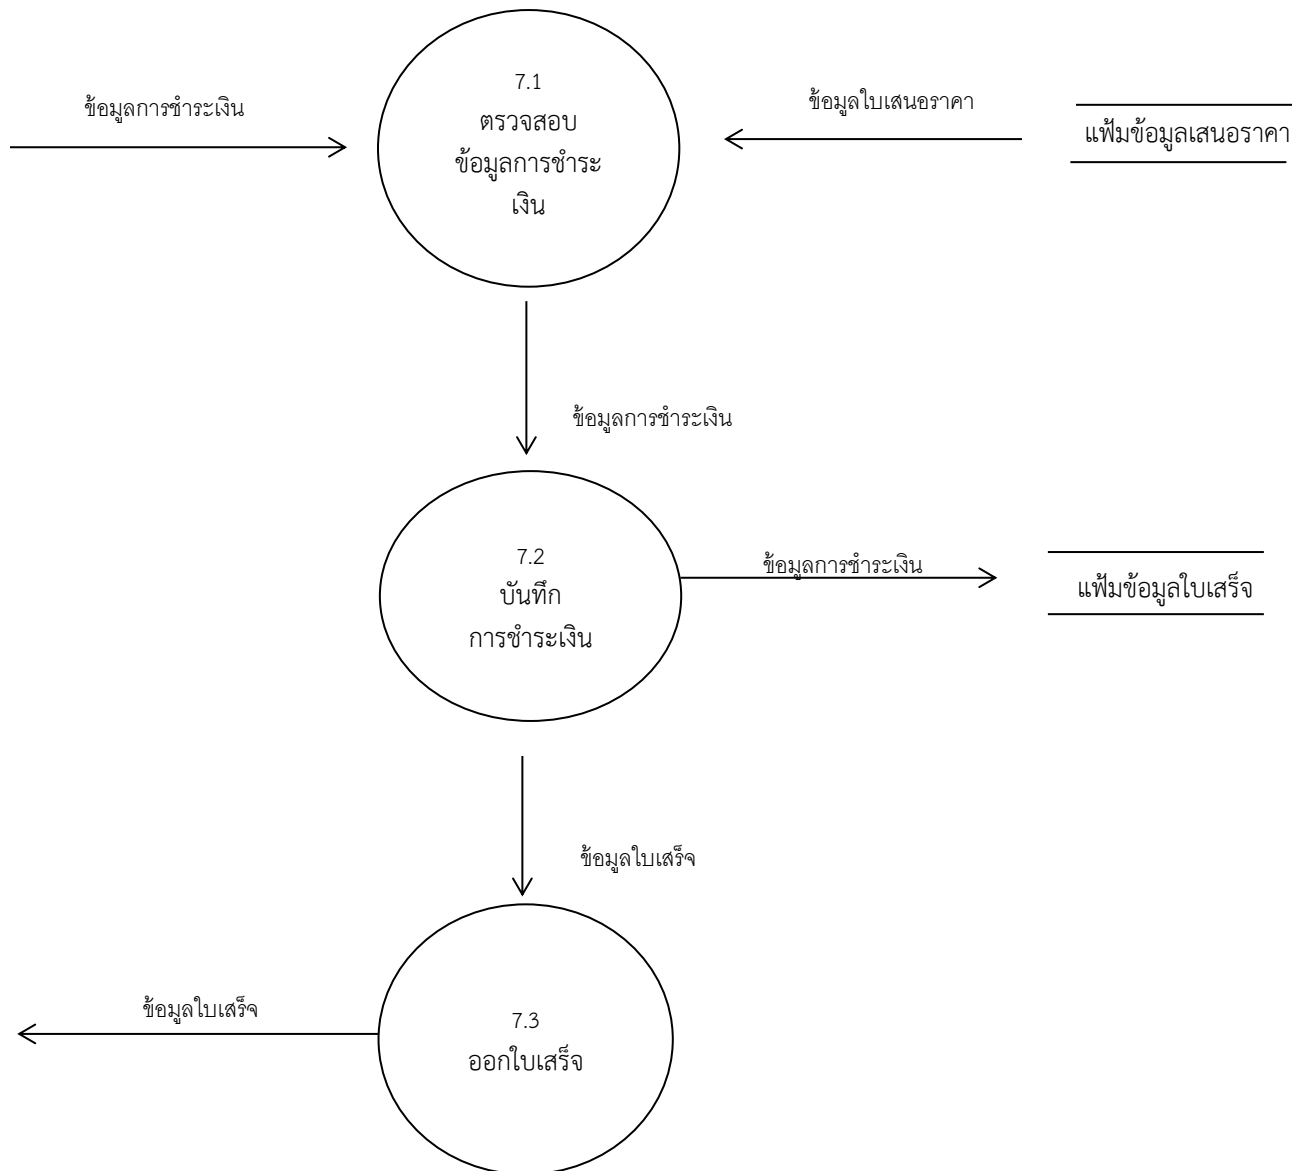 7.1
ตรวจสอบ
ข้อมูลการชำระ
เงิน
ข้อมูลการชำระเงิน
ข้อมูลใบเสนอราคา
แฟ้มข้อมูลเสนอราคา
ข้อมูลการชำระเงิน
7.2
บันทึก
การชำระเงิน
ข้อมูลการชำระเงิน
แฟ้มข้อมูลใบเสร็จ
ข้อมูลใบเสร็จ
ข้อมูลใบเสร็จ
7.3
ออกใบเสร็จ